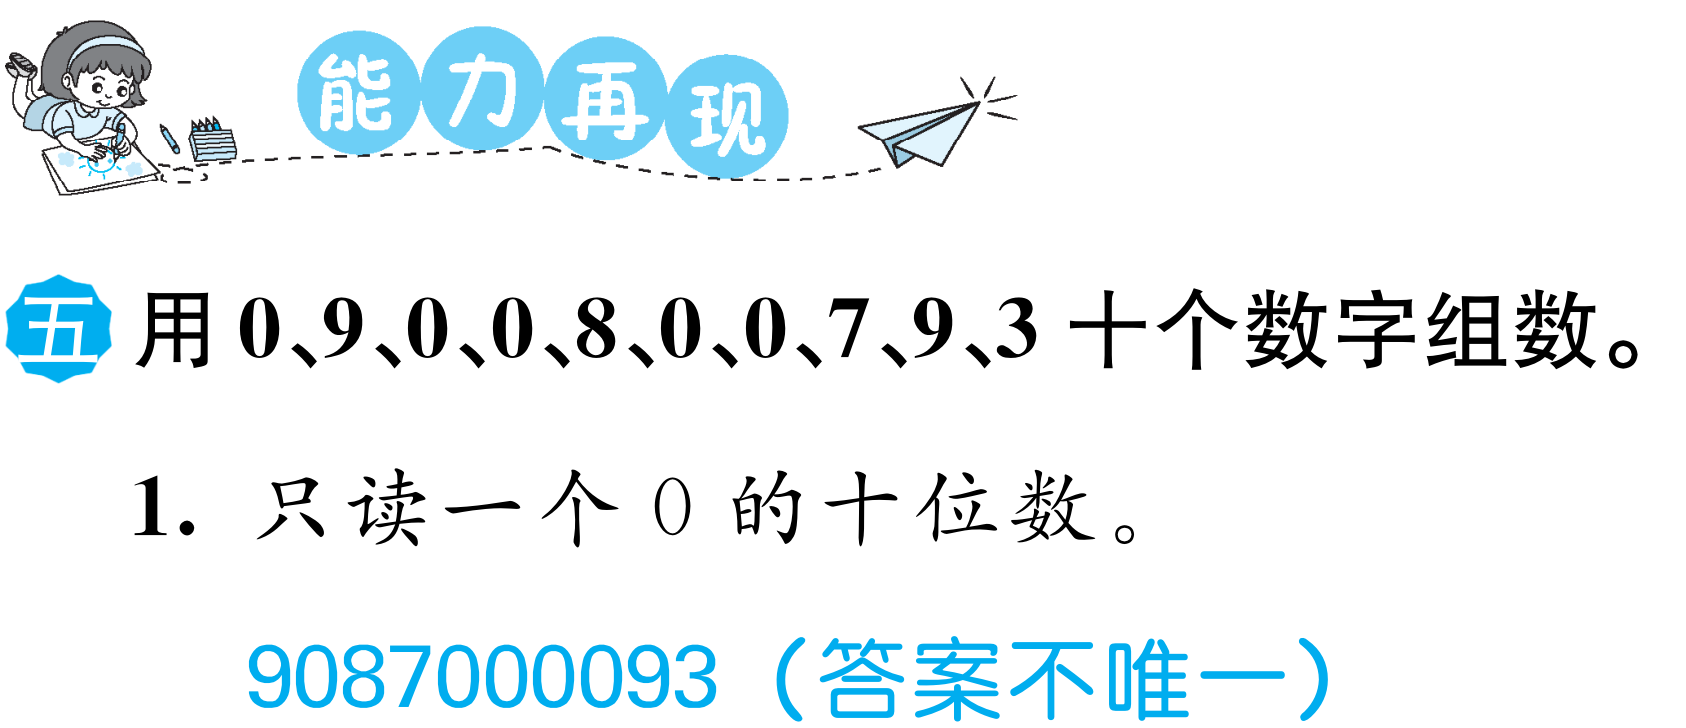 能力再现
五 用0、9、0、0、8、0、0、7、9、3十个数字组数。
1. 只读一个0的十位数。
9087000093（答案不唯一）